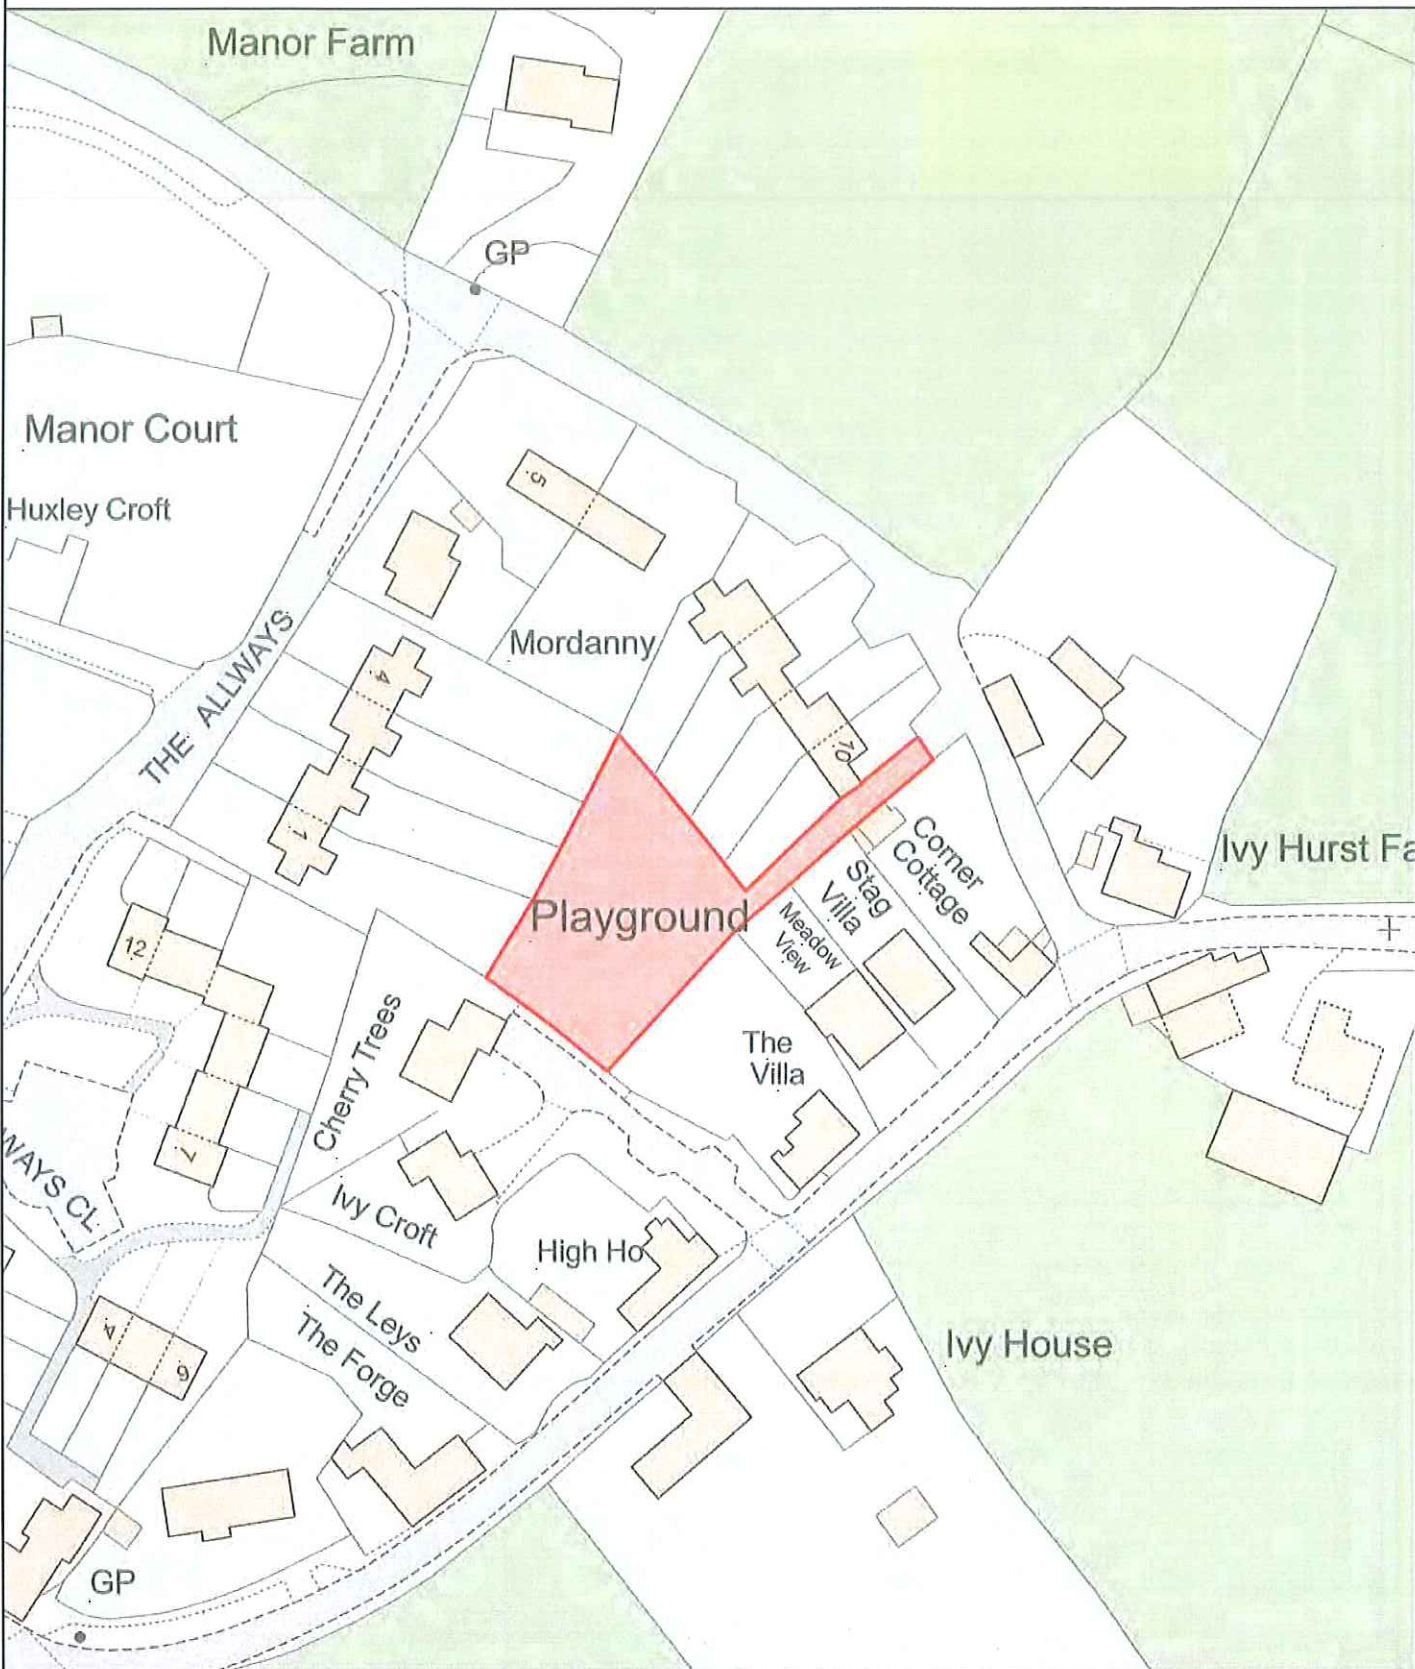 Manor Farm
GP
Manor Court
Huxley Croft
5
Mordanny
4
THE ALLWAYS
10
1
Corner
Cottage
Ivy Hurst Fa
Stag
Villa
Playground
Meadow
View
12
Cherry Trees
The
Villa
7
WAYS CL
Ivy Croft
High Ho
The Leys
The Forge
4
6
Ivy House
GP